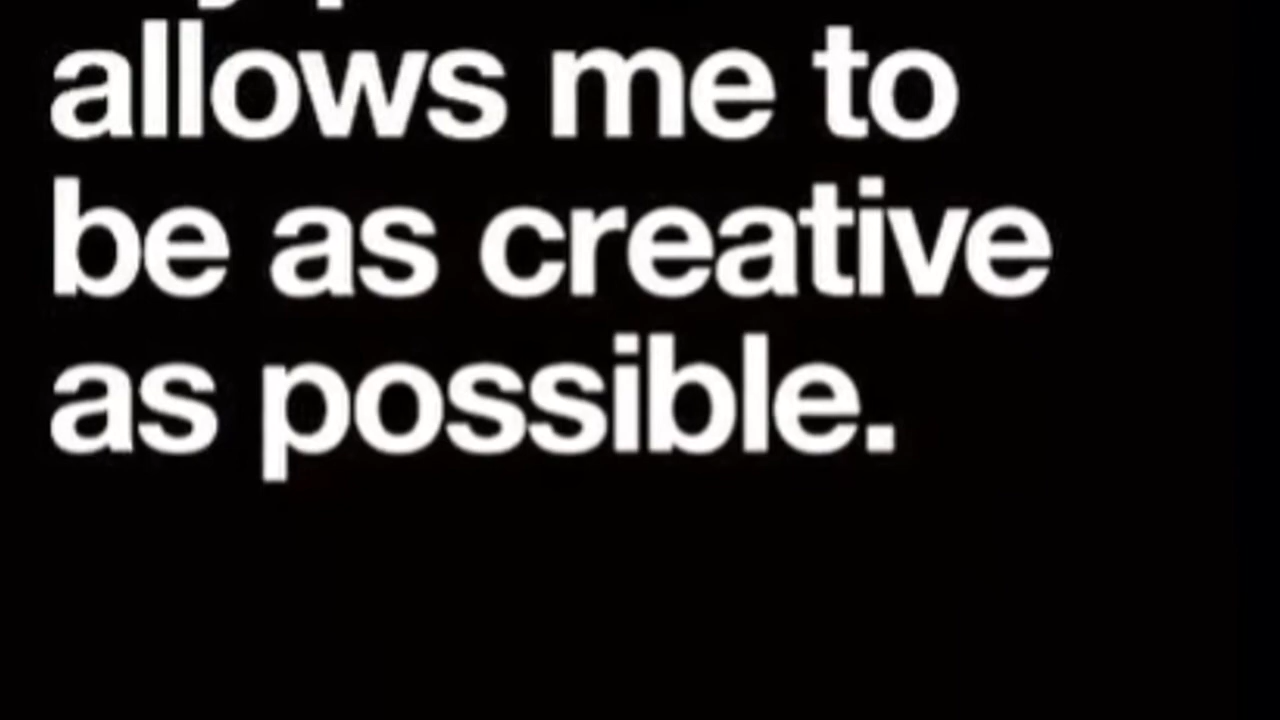 allows me to
be as creative
as possible.